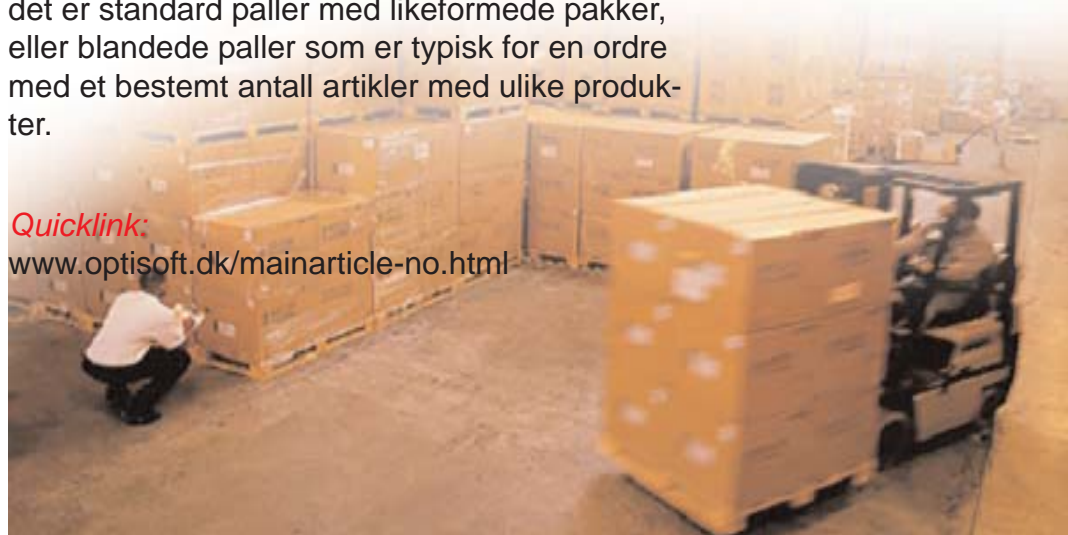 det er standard paller med likeformede pakker,
eller blandede paller som er typisk for en ordre
med et bestemt antall artikler med ulike produk-
ter.
Quicklink:
www.optisoft.dk/mainarticle-no.html